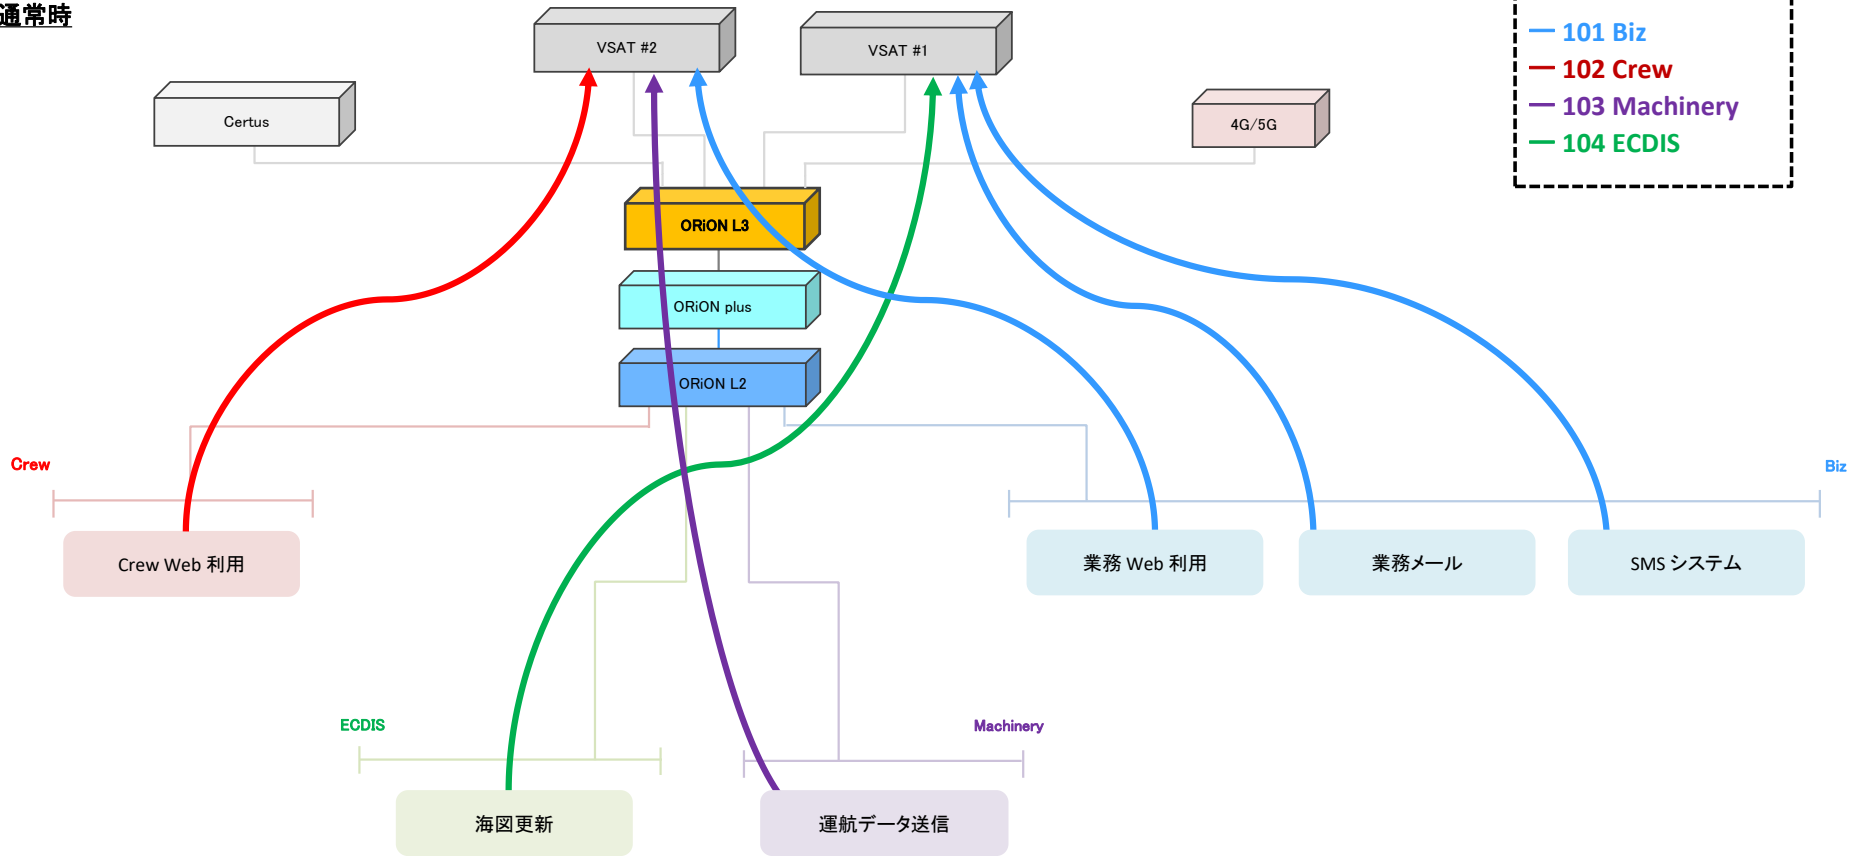 通常時
VSAT #2
VSAT #1
101 Biz
102 Crew
103 Machinery
104 ECDIS
Certus
4G/5G
ORiON L3
ORiON plus
ORiON L2
Crew
Biz
Crew Web 利用
業務 Web 利用
業務メール
SMS システム
ECDIS
Machinery
海図更新
運航データ送信